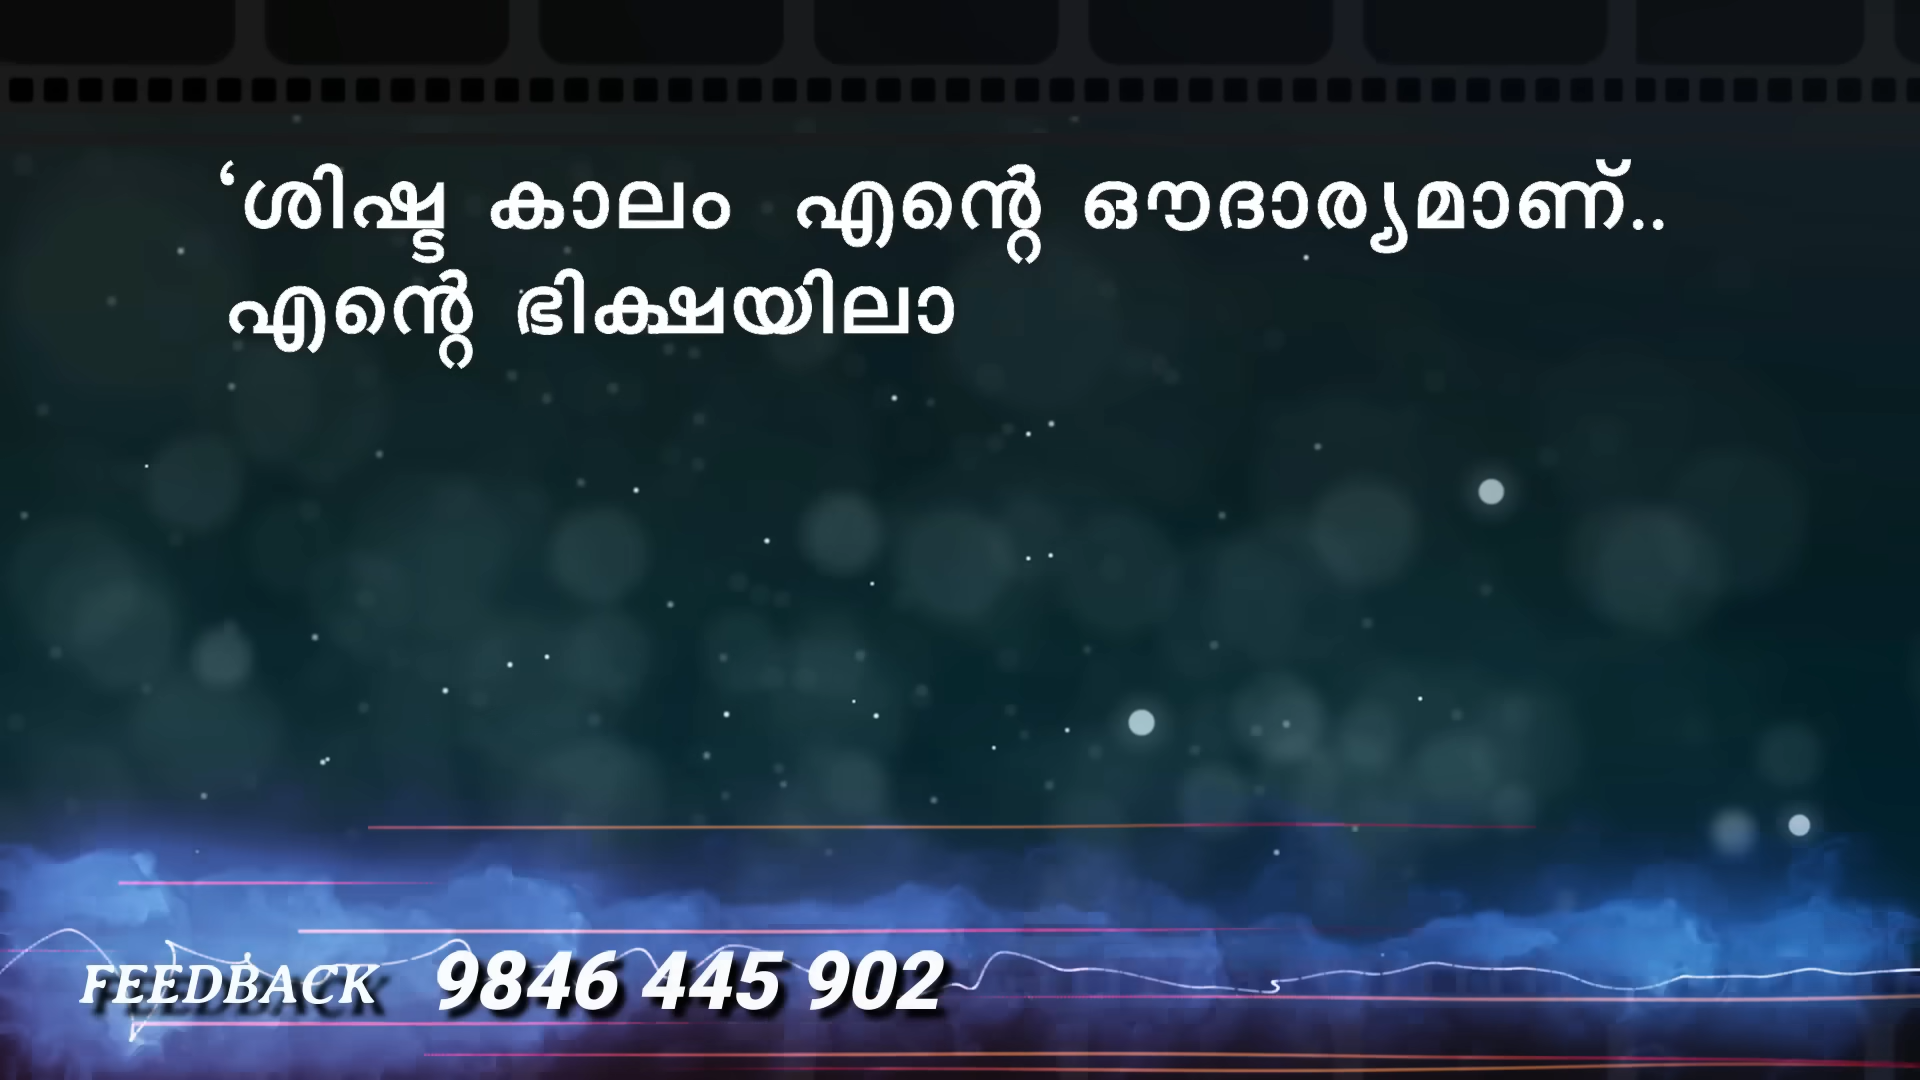 ‘ശിഷ്ട കാലം എന്റെ ഔദാര്യമാണ്..
എന്റെ ഭിക്ഷയിലാ
FEEDBACK 9846 445 902